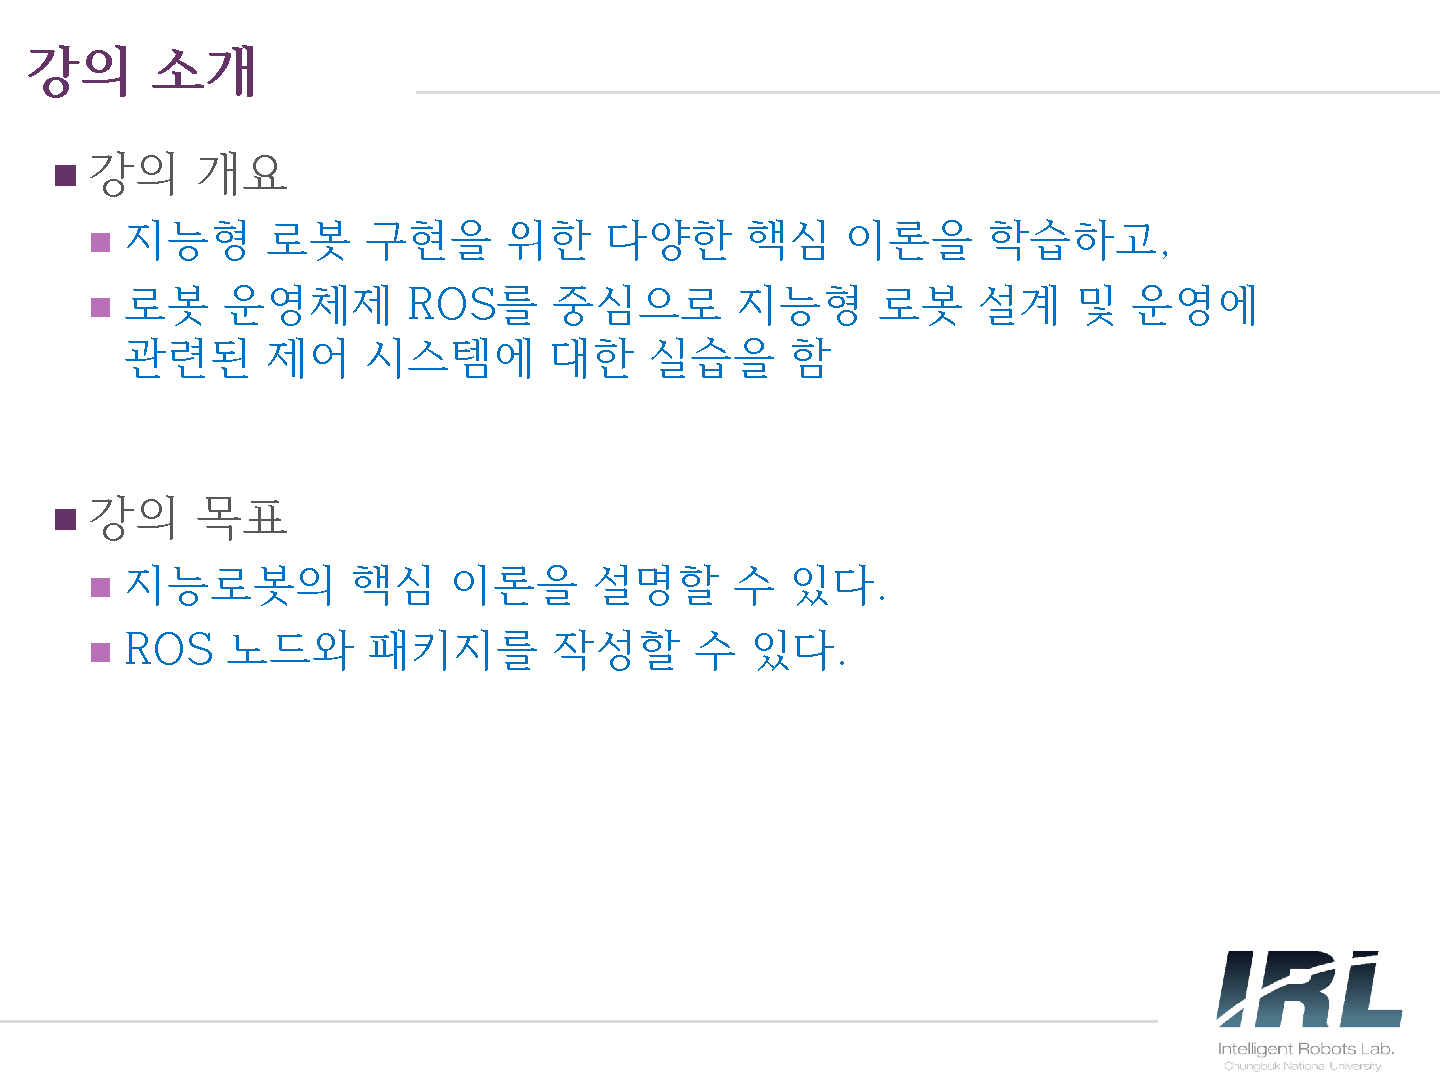 강의 소개
강의 개요
지능형 로봇 구현을 위한 다양한 핵심 이론을 학습하고,
로봇 운영체제 ROS를 중심으로 지능형 로봇 설계 및 운영에
관련된 제어 시스템에 대한 실습을 함
강의 목표
지능로봇의 핵심 이론을 설명할 수 있다.
ROS 노드와 패키지를 작성할 수 있다.
IRL
Intelligent Robots Lab.
Chungbuk National University